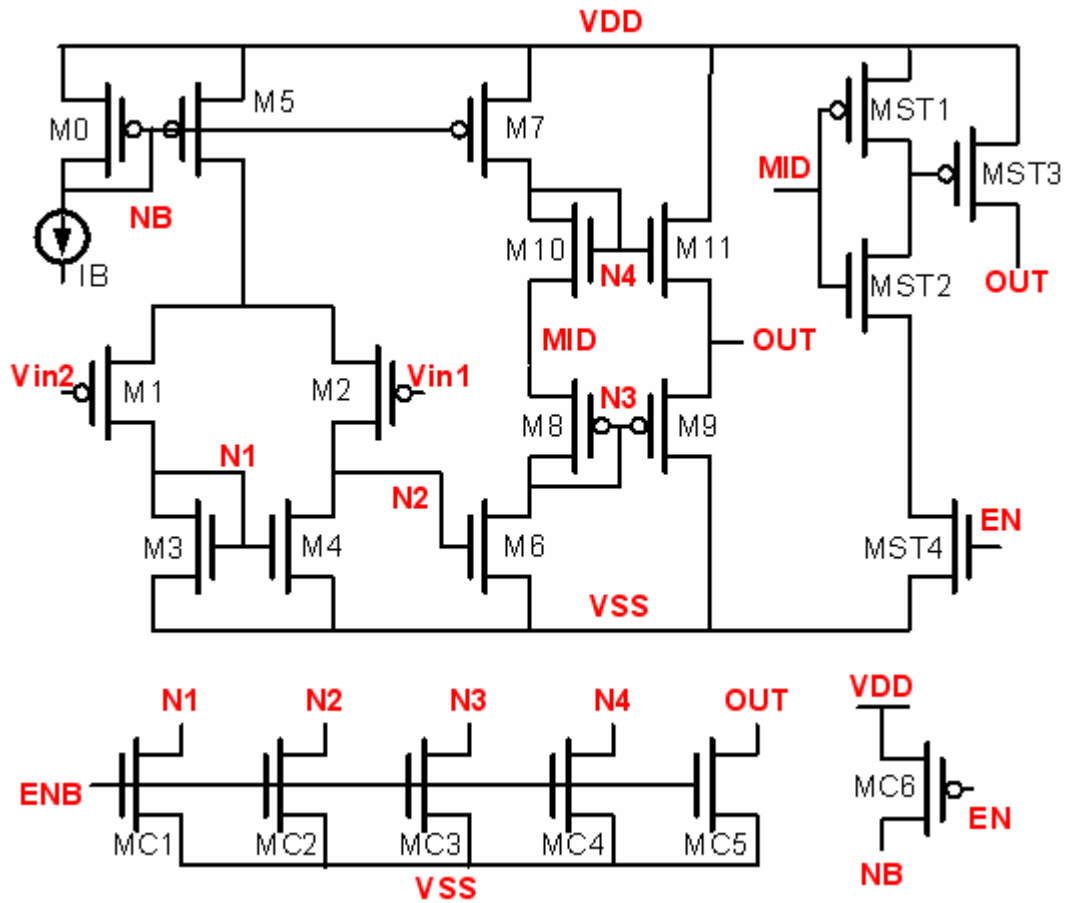 VDD
M0
M5
M7
MST1
MID
MST3
NB
IB
M10
N4
M11
MST2
OUT
MID
OUT
Vin2
M1
M2
Vin1
N3
M8
M9
N1
N2
M3
M4
M6
EN
MST4
VSS
N1
N2
N3
N4
OUT
VDD
ENB
MC1
MC2
MC3
MC4
MC5
MC6
EN
VSS
NB